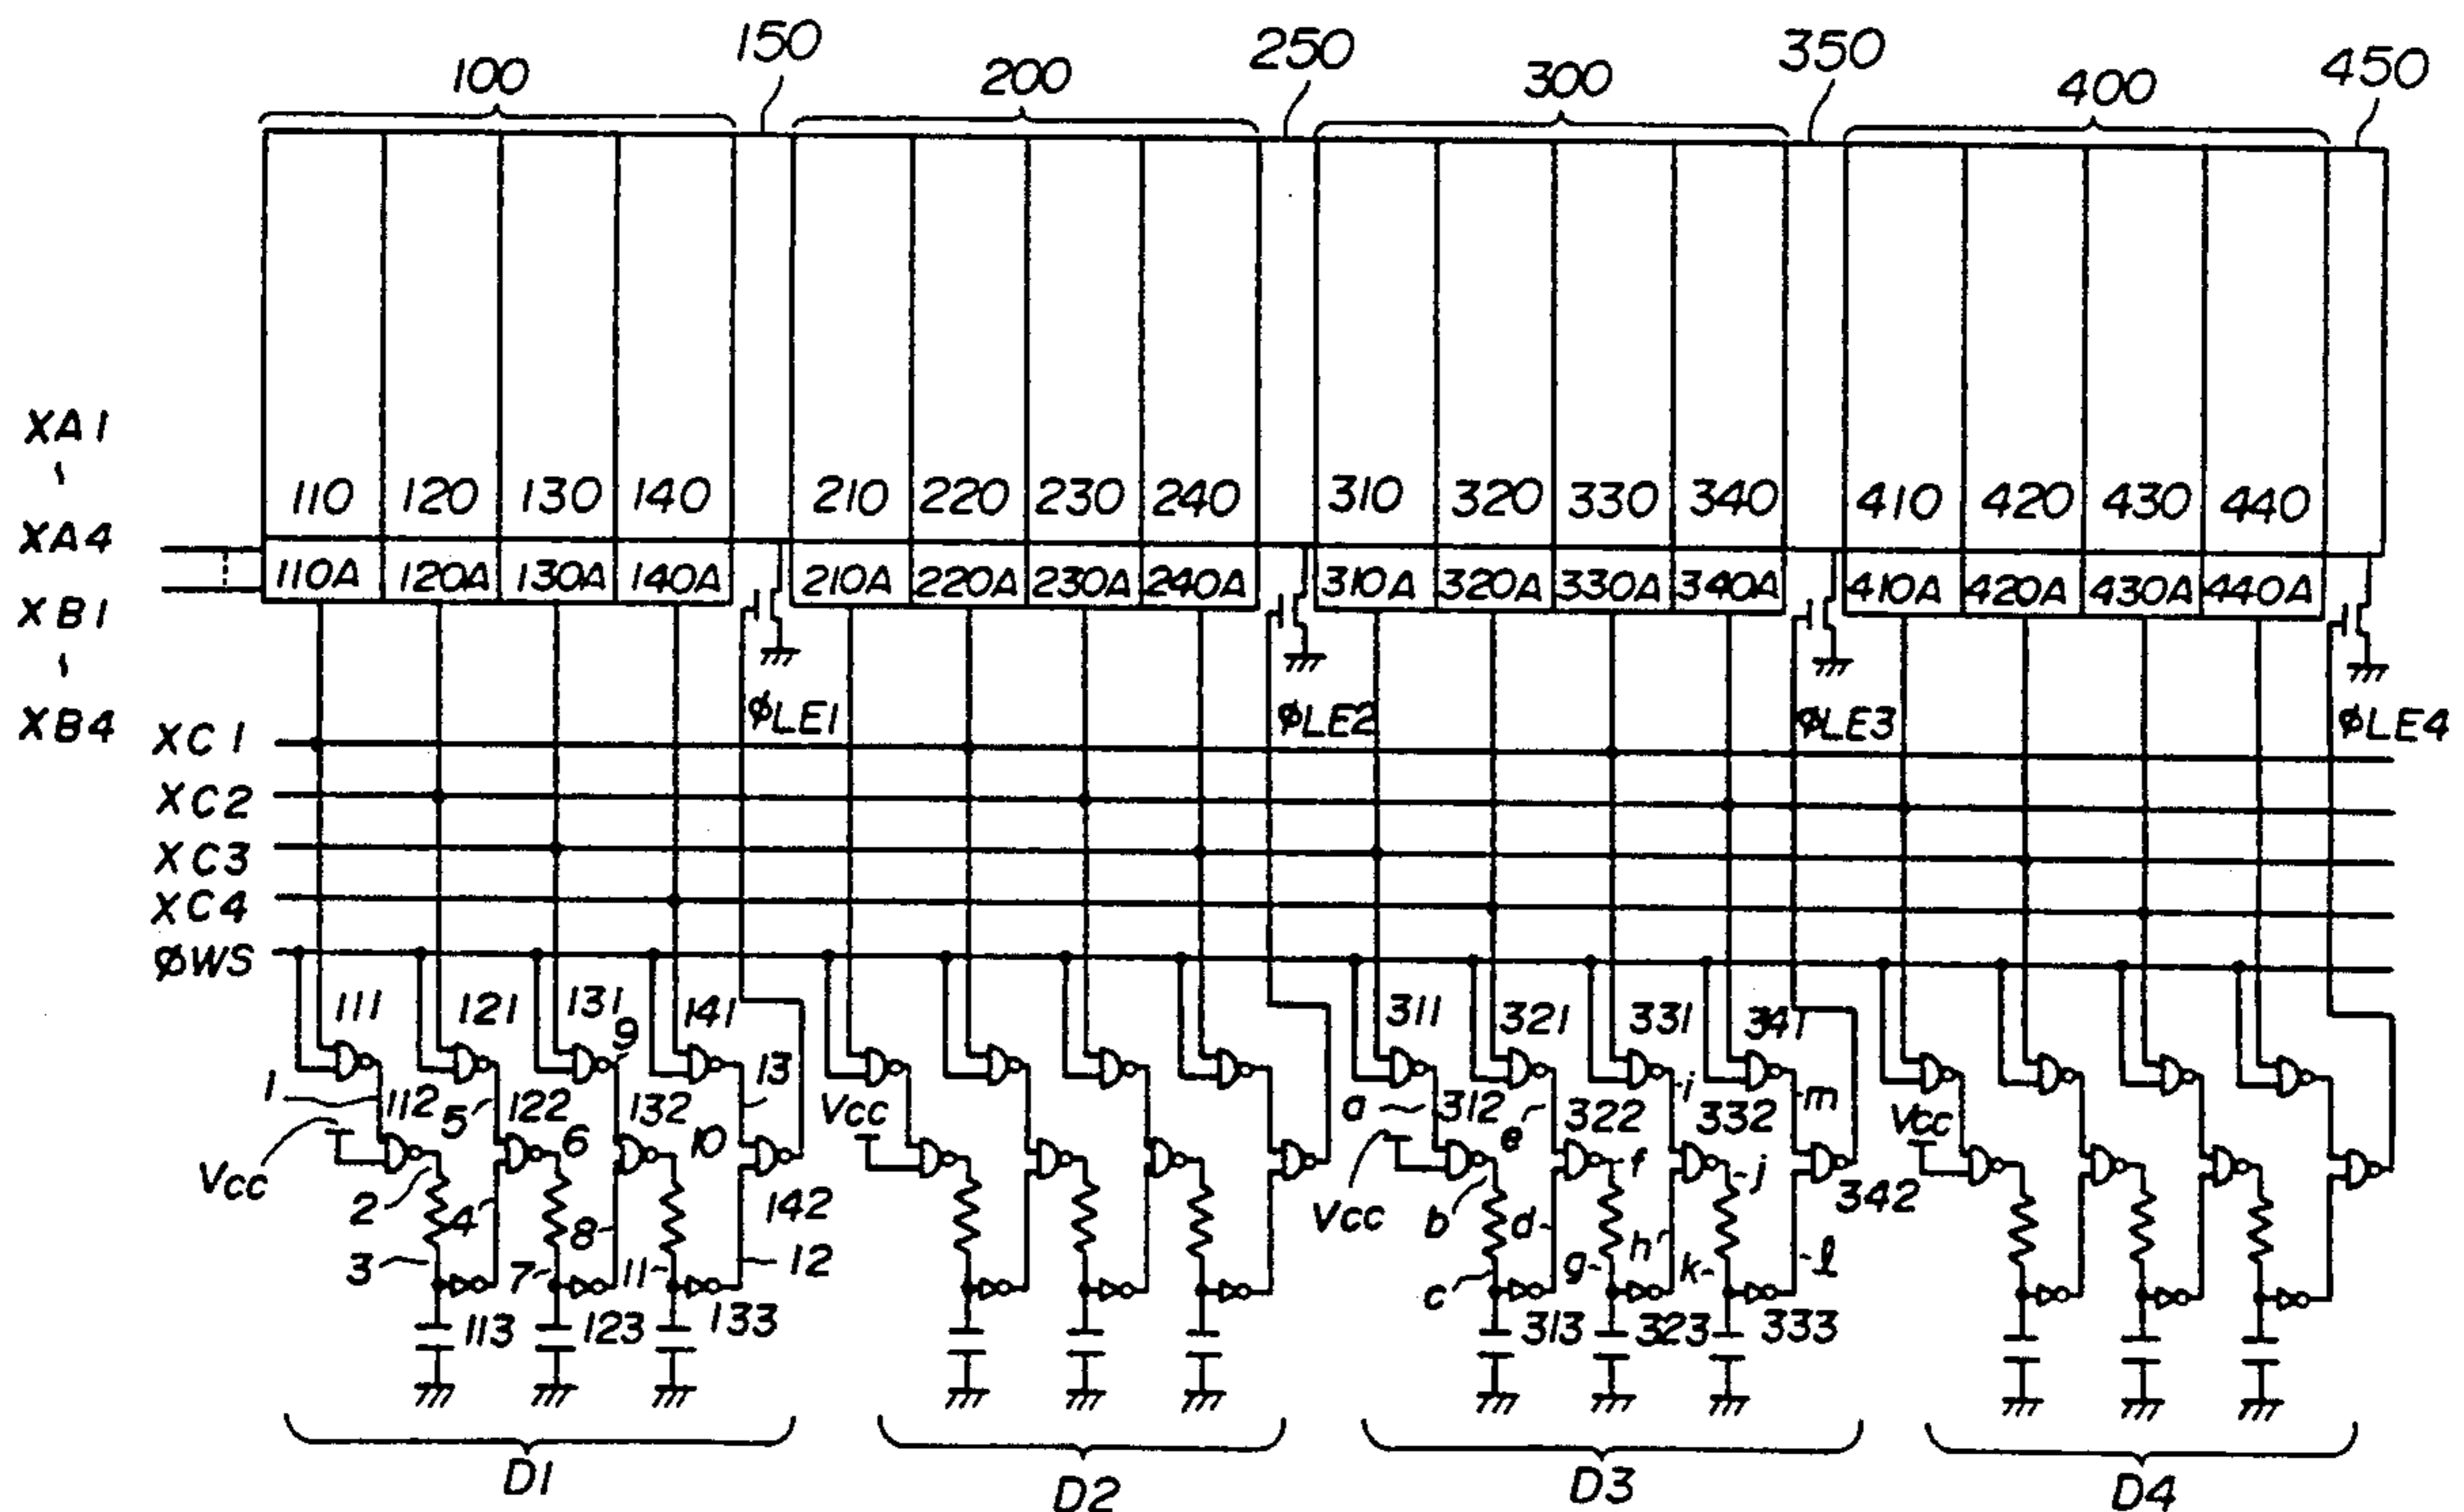 100 150 200 250 300 350 400 450
XA1
XA4
XB1
XB4
110 120 130 140 210 220 230 240 310 320 330 340 410 420 430 440
110A 120A 130A 140A 210A 220A 230A 240A 310A 320A 330A 340A 410A 420A 430A 440A
φLE1 φLE2 φLE3 φLE4
XC1
XC2
XC3
XC4
φWS
111 121 131 141 311 321 331 341
9 13
1 112 5 122 132 Vcc a 312 e 322 i 332 m Vcc
6 10 f j
Vcc 2 4 8 142 Vcc b d h 342
3 7 11 12 c g k l
113 123 133 313 323 333
D1 D2 D3 D4